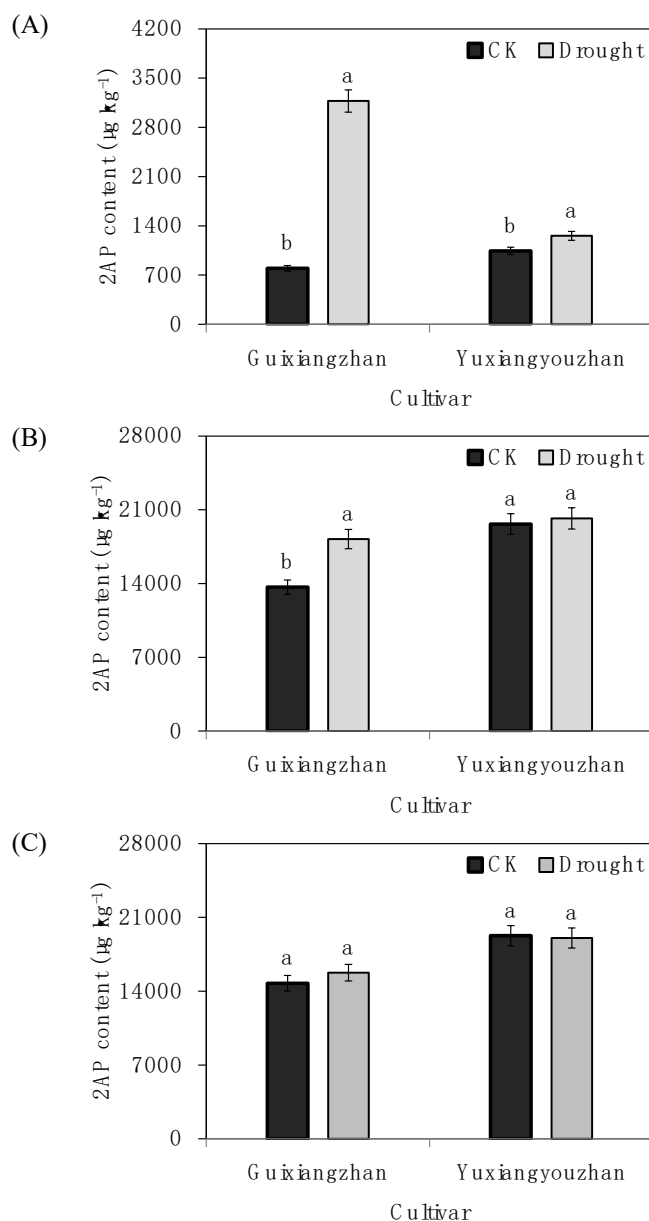 (A)
4200
3500
2800
2100
1400
700
0
2AP content (µg kg⁻¹)
CK Drought
b a b a
Guixiangzhan Yuxiangyouzhan
Cultivar
(B)
28000
21000
14000
7000
0
2AP content (µg kg⁻¹)
CK Drought
b a a a
Guixiangzhan Yuxiangyouzhan
Cultivar
(C)
28000
21000
14000
7000
0
2AP content (µg kg⁻¹)
CK Drought
a a a a
Guixiangzhan Yuxiangyouzhan
Cultivar